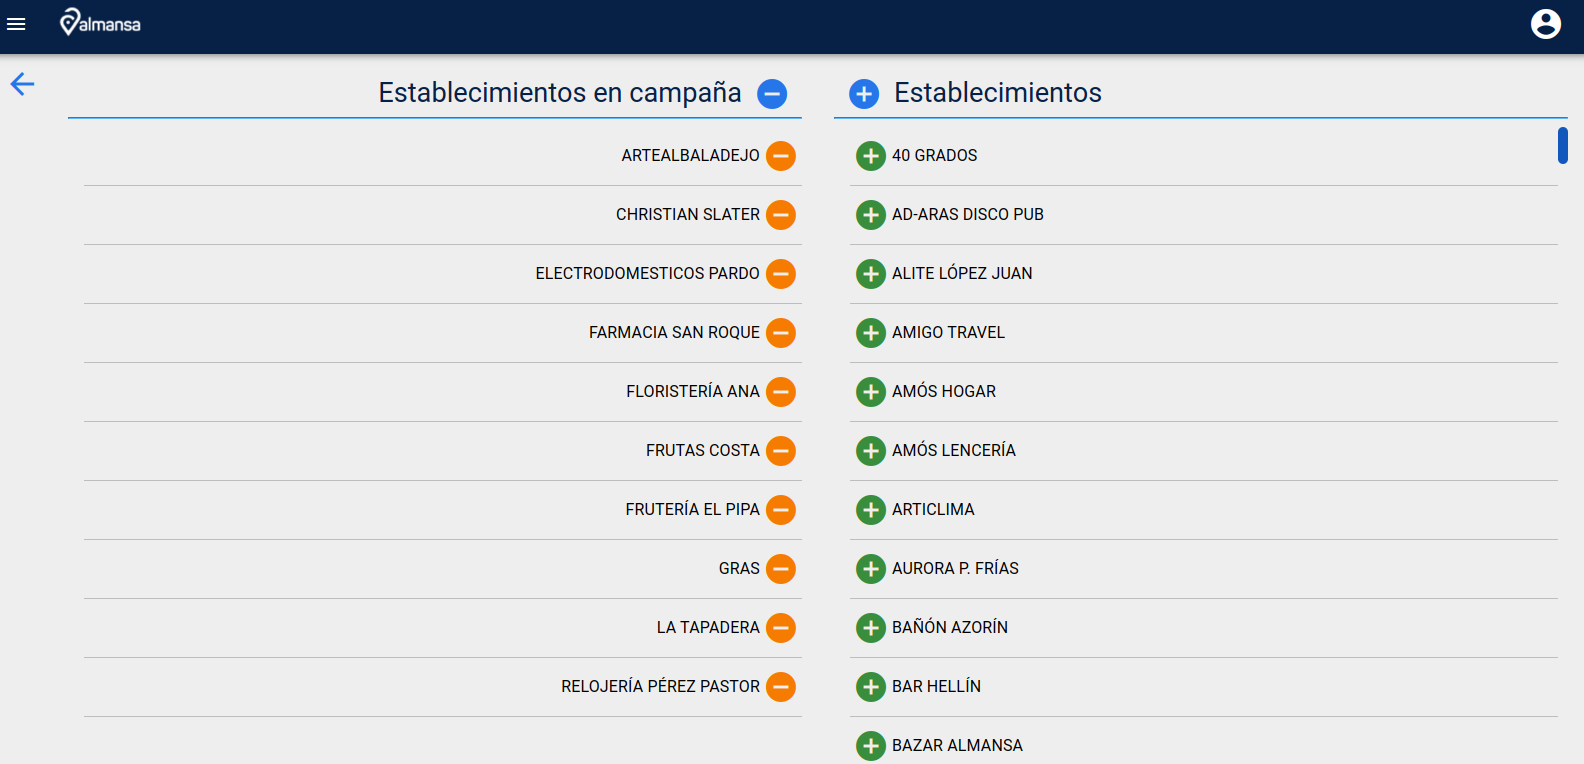 almansa
Establecimientos en campaña
ARTEALBALADEJO
CHRISTIAN SLATER
ELECTRODOMESTICOS PARDO
FARMACIA SAN ROQUE
FLORISTERÍA ANA
FRUTAS COSTA
FRUTERÍA EL PIPA
GRAS
LA TAPADERA
RELOJERÍA PÉREZ PASTOR
Establecimientos
40 GRADOS
AD-ARAS DISCO PUB
ALITE LÓPEZ JUAN
AMIGO TRAVEL
AMÓS HOGAR
AMÓS LENCERÍA
ARTICLIMA
AURORA P. FRÍAS
BAÑÓN AZORÍN
BAR HELLÍN
BAZAR ALMANSA